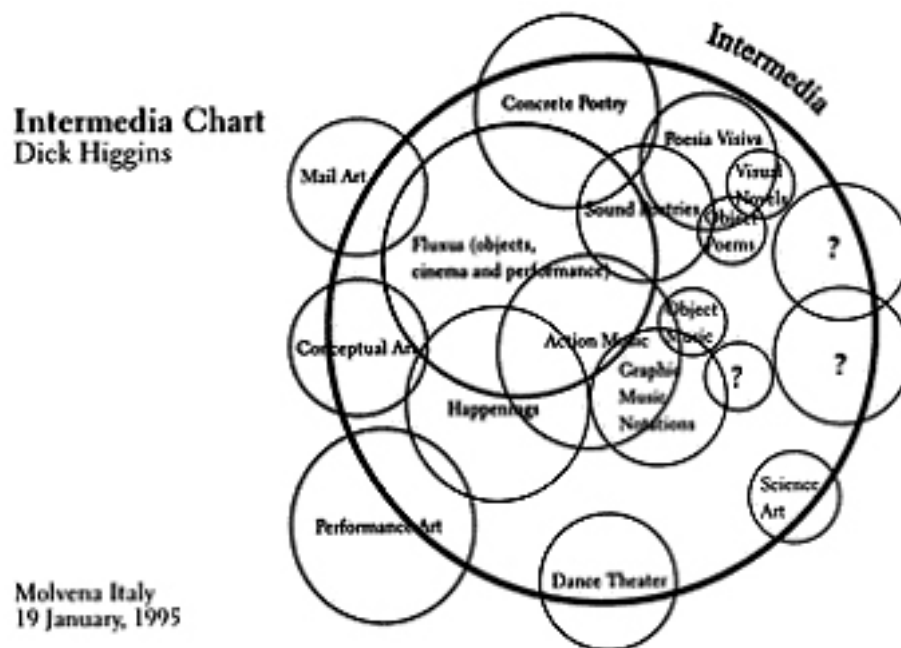 Intermedia Chart
Dick Higgins
Intermedia
Concrete Poetry
Poesia Visiva
Mail Art
Visual
Novels
Sound Poetries
Object
Poems
Fluxus (objects,
cinema and performance)
?
Object
Music
Action Music
Conceptual Art
?
Graphic
Music
Notations
?
Happenings
Science
Art
Performance Art
Dance Theater
Molvena Italy
19 January, 1995